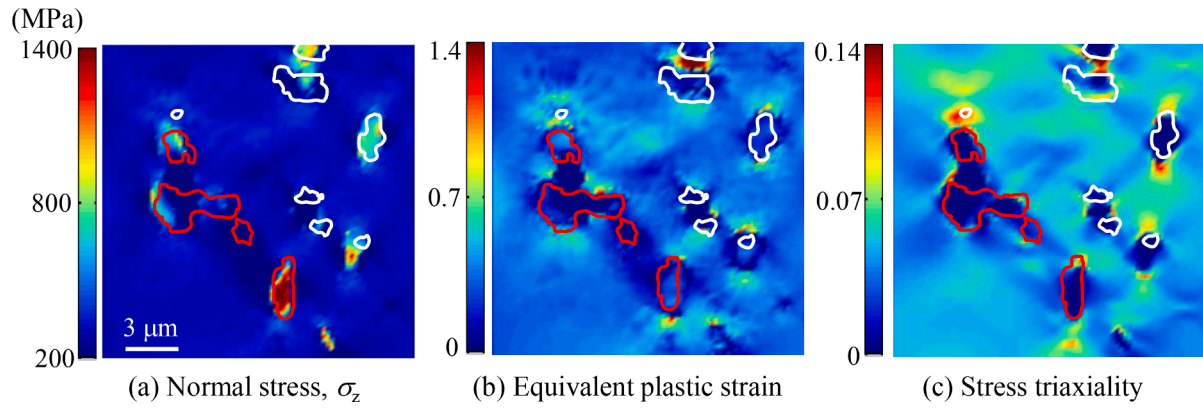 (MPa)
1400
800
200
3 μm
(a) Normal stress, σz
1.4
0.7
0
(b) Equivalent plastic strain
0.14
0.07
0
(c) Stress triaxiality